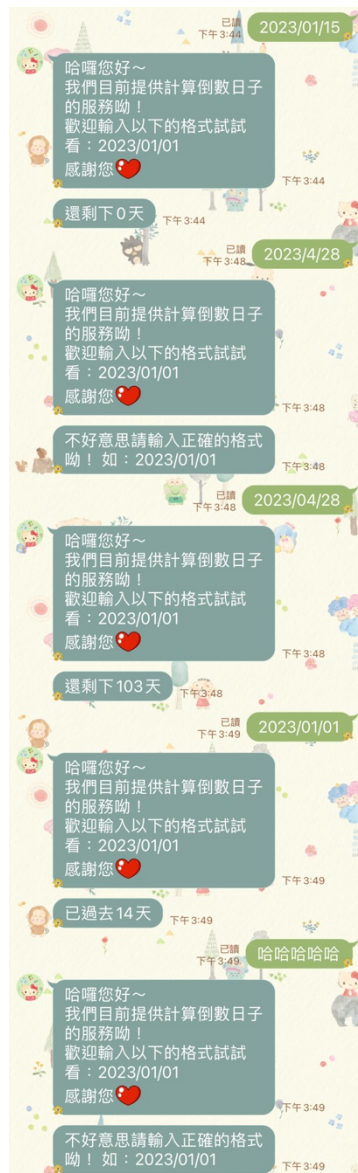 已讀
下午3:44
2023/01/15
哈囉您好～
我們目前提供計算倒數日子
的服務呦！
歡迎輸入以下的格式試試
看：2023/01/01
感謝您
下午3:44
還剩下0天
下午3:44
已讀
下午3:48
2023/4/28
哈囉您好～
我們目前提供計算倒數日子
的服務呦！
歡迎輸入以下的格式試試
看：2023/01/01
感謝您
下午3:48
不好意思請輸入正確的格式
呦！如：2023/01/01
下午3:48
已讀
下午3:48
2023/04/28
哈囉您好～
我們目前提供計算倒數日子
的服務呦！
歡迎輸入以下的格式試試
看：2023/01/01
感謝您
下午3:48
還剩下103天
下午3:48
已讀
下午3:49
2023/01/01
哈囉您好～
我們目前提供計算倒數日子
的服務呦！
歡迎輸入以下的格式試試
看：2023/01/01
感謝您
下午3:49
已過去14天
下午3:49
已讀
下午3:49
哈哈哈哈哈
哈囉您好～
我們目前提供計算倒數日子
的服務呦！
歡迎輸入以下的格式試試
看：2023/01/01
感謝您
下午3:49
不好意思請輸入正確的格式
呦！如：2023/01/01
下午3:49